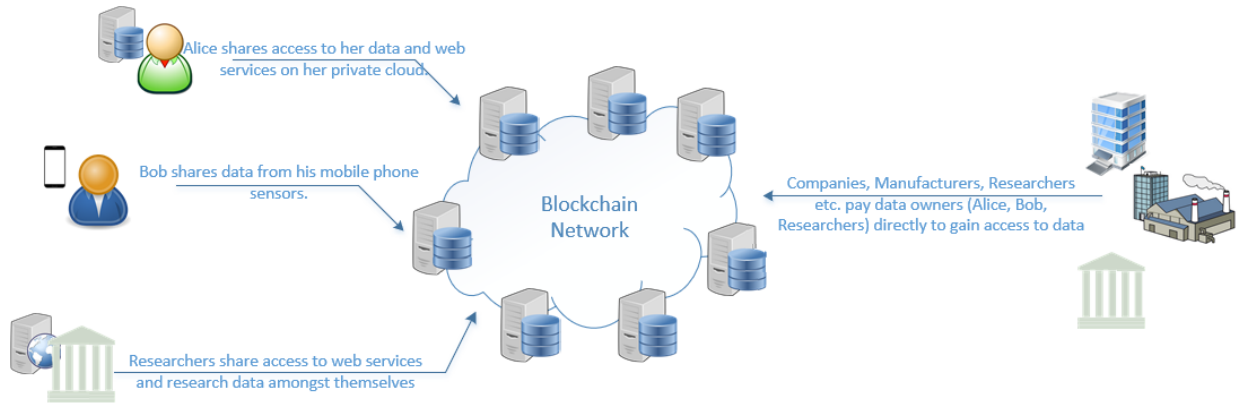 Alice shares access to her data and web
services on her private cloud.
Bob shares data from his mobile phone
sensors.
Blockchain
Network
Companies, Manufacturers, Researchers
etc. pay data owners (Alice, Bob,
Researchers) directly to gain access to data
Researchers share access to web services
and research data amongst themselves